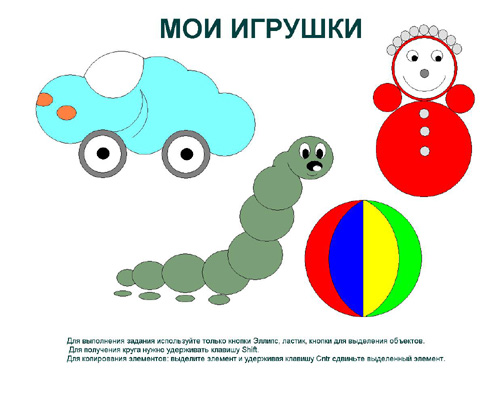 МОИ ИГРУШКИ
Для выполнения задания используйте только кнопки Эллипс, ластик, кнопки для выделения объектов.
Для получения круга нужно удерживать клавишу Shift.
Для копирования элементов: выделите элемент и удерживая клавишу Cntr сдвиньте выделенный элемент.